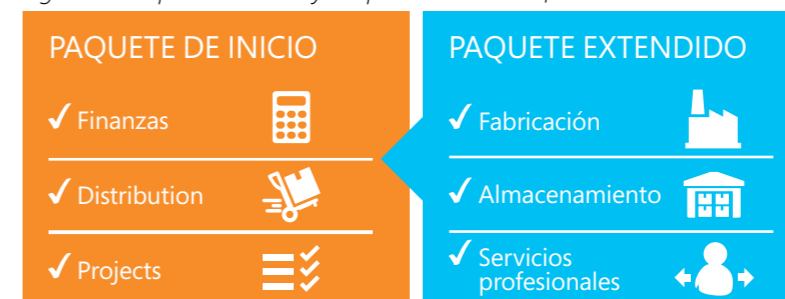 PAQUETE DE INICIO
✓ Finanzas
✓ Distribution
✓ Projects
PAQUETE EXTENDIDO
✓ Fabricación
✓ Almacenamiento
✓ Servicios
profesionales